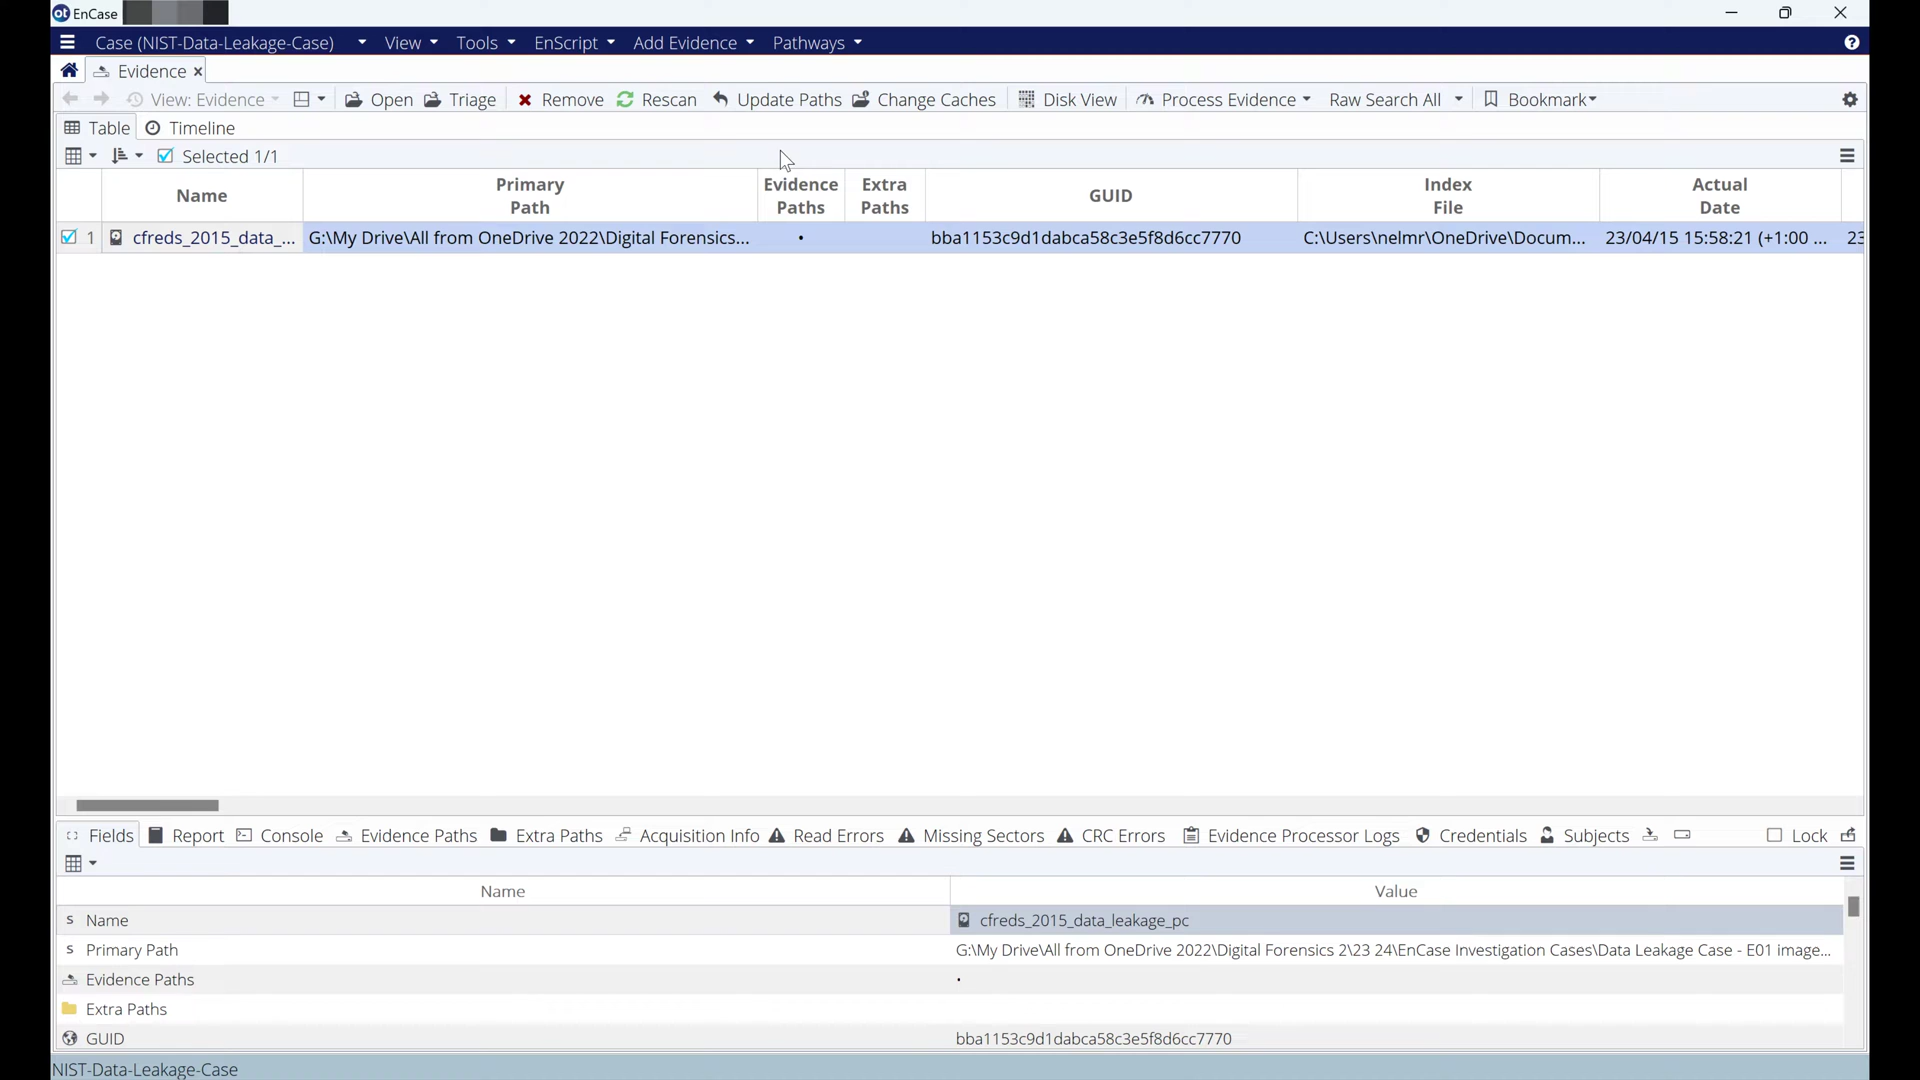 EnCase
Case (NIST-Data-Leakage-Case) View Tools EnScript Add Evidence Pathways
Evidence
View: Evidence Open Triage Remove Rescan Update Paths Change Caches Disk View Process Evidence Raw Search All Bookmark
Table Timeline
Selected 1/1
Name Primary Path Evidence Paths Extra Paths GUID Index File Actual Date
1 cfreds_2015_data_... G:\My Drive\All from OneDrive 2022\Digital Forensics... • bba1153c9d1dabca58c3e5f8d6cc7770 C:\Users\nelmr\OneDrive\Docum... 23/04/15 15:58:21 (+1:00 ... 23
Fields Report Console Evidence Paths Extra Paths Acquisition Info Read Errors Missing Sectors CRC Errors Evidence Processor Logs Credentials Subjects Lock
Name Value
Name cfreds_2015_data_leakage_pc
Primary Path G:\My Drive\All from OneDrive 2022\Digital Forensics 2\23 24\EnCase Investigation Cases\Data Leakage Case - E01 image...
Evidence Paths •
Extra Paths
GUID bba1153c9d1dabca58c3e5f8d6cc7770
NIST-Data-Leakage-Case